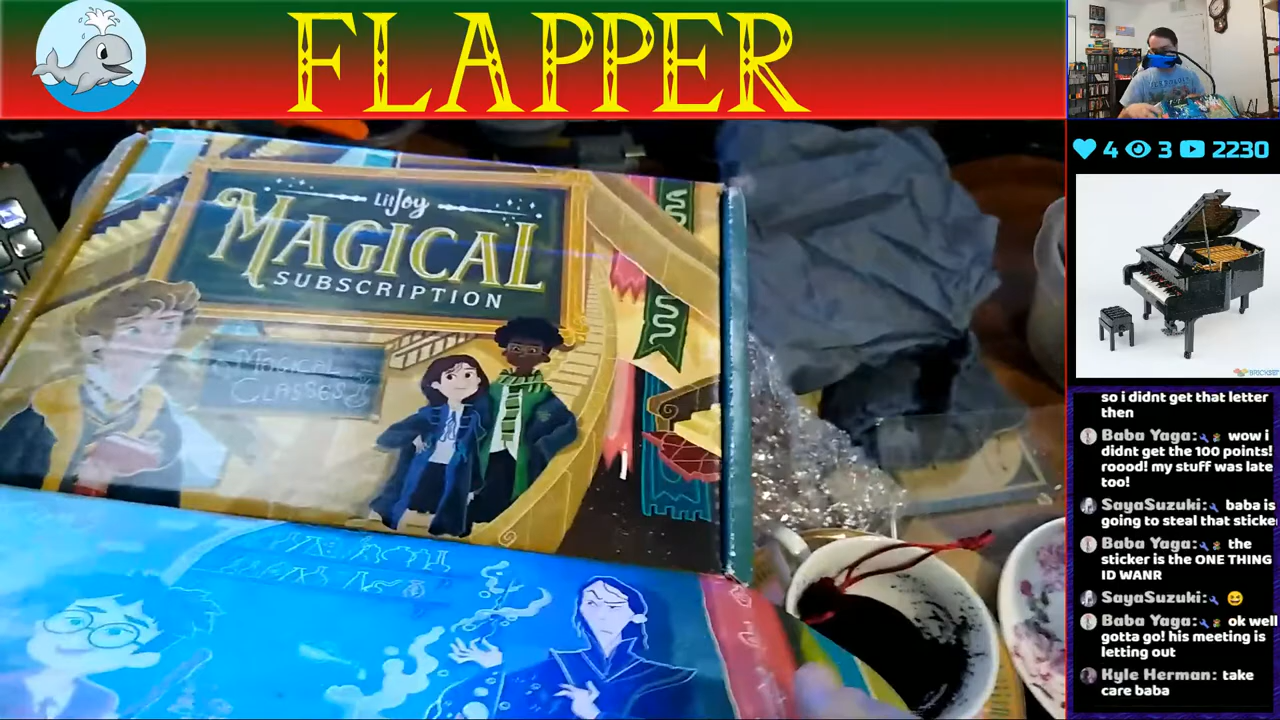 FLAPPER
LitJoy
MAGICAL
SUBSCRIPTION
MAGICAL
CLASSES
4 3 2230
so i didnt get that letter
then
Baba Yaga: wow i
didnt get the 100 points!
roood! my stuff was late
too!
SayaSuzuki: baba is
going to steal that sticke
Baba Yaga: the
sticker is the ONE THING
ID WANR
SayaSuzuki: 😆
Baba Yaga: ok well
gotta go! his meeting is
letting out
Kyle Herman: take
care baba